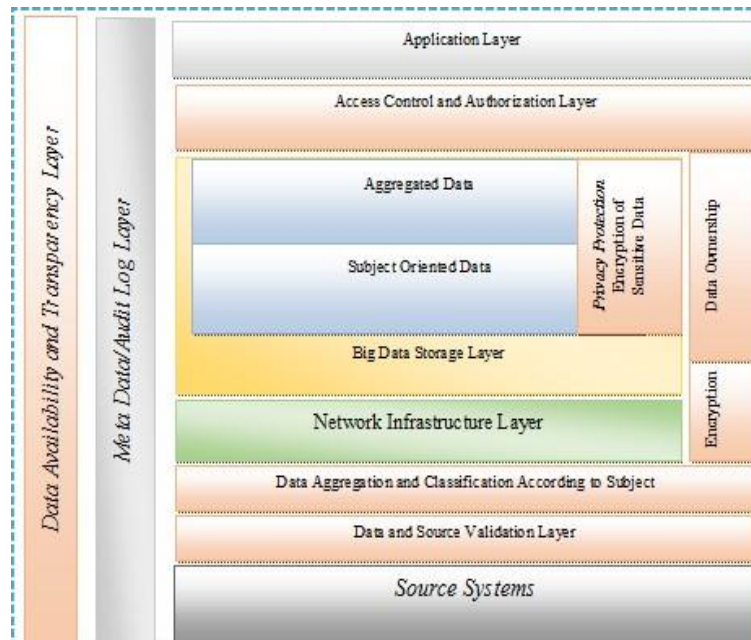 Data Availability and Transparency Layer
Meta Data/Audit Log Layer
Application Layer
Access Control and Authorization Layer
Aggregated Data
Subject Oriented Data
Privacy Protection
Encryption of
Sensitive Data
Data Ownership
Big Data Storage Layer
Network Infrastructure Layer
Encryption
Data Aggregation and Classification According to Subject
Data and Source Validation Layer
Source Systems